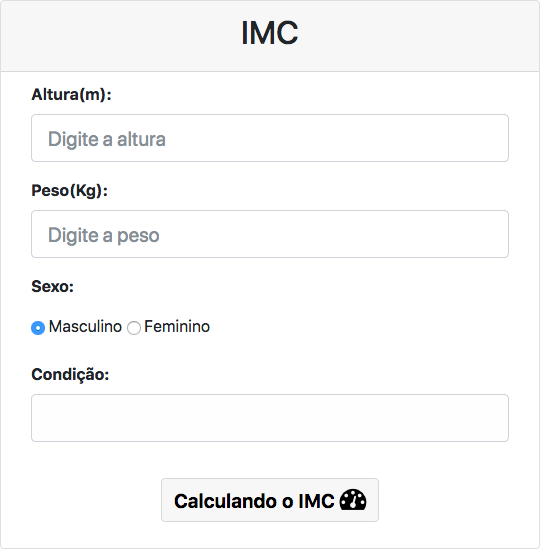 IMC
Altura(m):
Digite a altura
Peso(Kg):
Digite a peso
Sexo:
Masculino Feminino
Condição:
Calculando o IMC